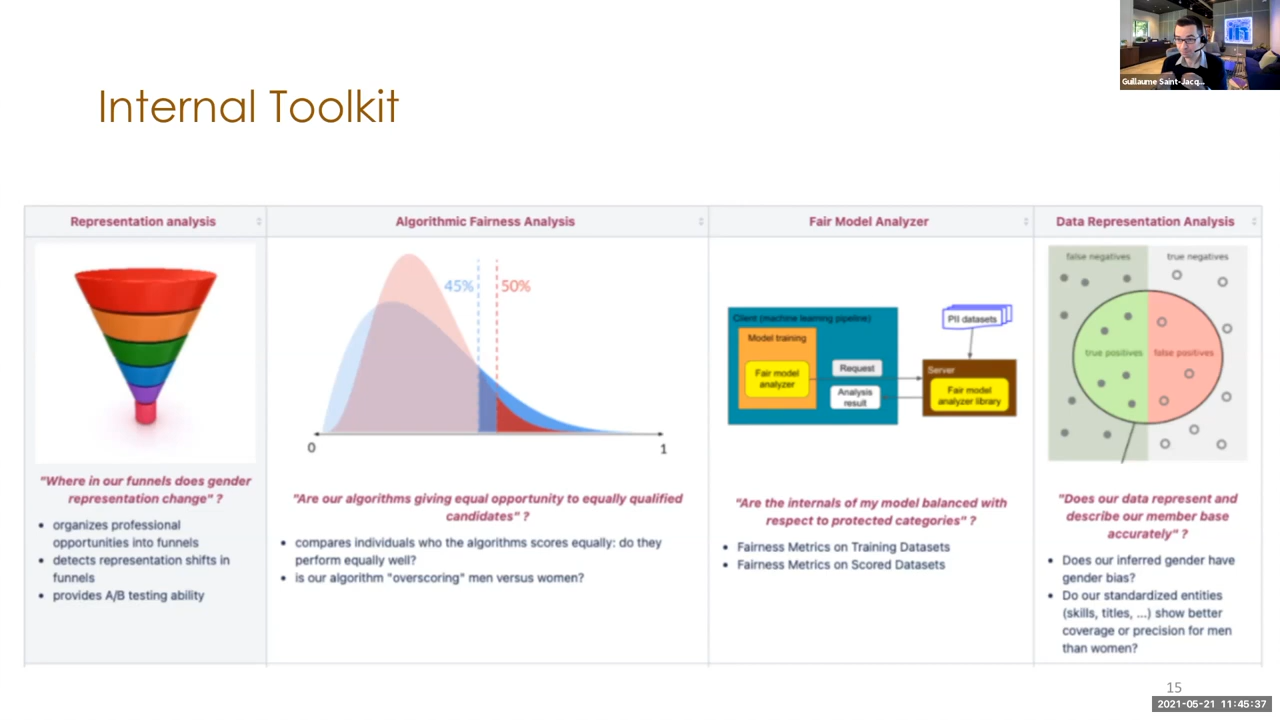 Guillaume Saint-Jacq...
Internal Toolkit
Representation analysis
"Where in our funnels does gender
representation change" ?
• organizes professional
opportunities into funnels
• detects representation shifts in
funnels
• provides A/B testing ability
Algorithmic Fairness Analysis
45%
50%
0
1
"Are our algorithms giving equal opportunity to equally qualified
candidates" ?
• compares individuals who the algorithms scores equally: do they
perform equally well?
• is our algorithm "overscoring" men versus women?
Fair Model Analyzer
Client (machine learning pipeline)
Model training
Fair model
analyzer
Request
Analysis
result
PII datasets
Server
Fair model
analyzer library
"Are the internals of my model balanced with
respect to protected categories" ?
• Fairness Metrics on Training Datasets
• Fairness Metrics on Scored Datasets
Data Representation Analysis
false negatives
true negatives
true positives
false positives
"Does our data represent and
describe our member base
accurately" ?
• Does our inferred gender have
gender bias?
• Do our standardized entities
(skills, titles, ...) show better
coverage or precision for men
than women?
15
2021-05-21 11:45:37